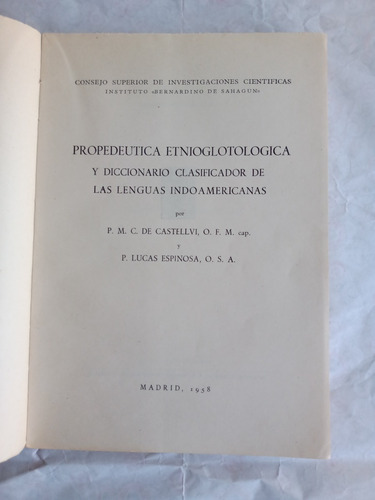 CONSEJO SUPERIOR DE INVESTIGACIONES CIENTIFICAS
INSTITUTO «BERNARDINO DE SAHAGUN»
PROPEDEUTICA ETNIOGLOTOLOGICA
Y DICCIONARIO CLASIFICADOR DE
LAS LENGUAS INDOAMERICANAS
por
P. M. C. DE CASTELLVI, O. F. M. cap.
y
P. LUCAS ESPINOSA, O. S. A.
MADRID, 1958